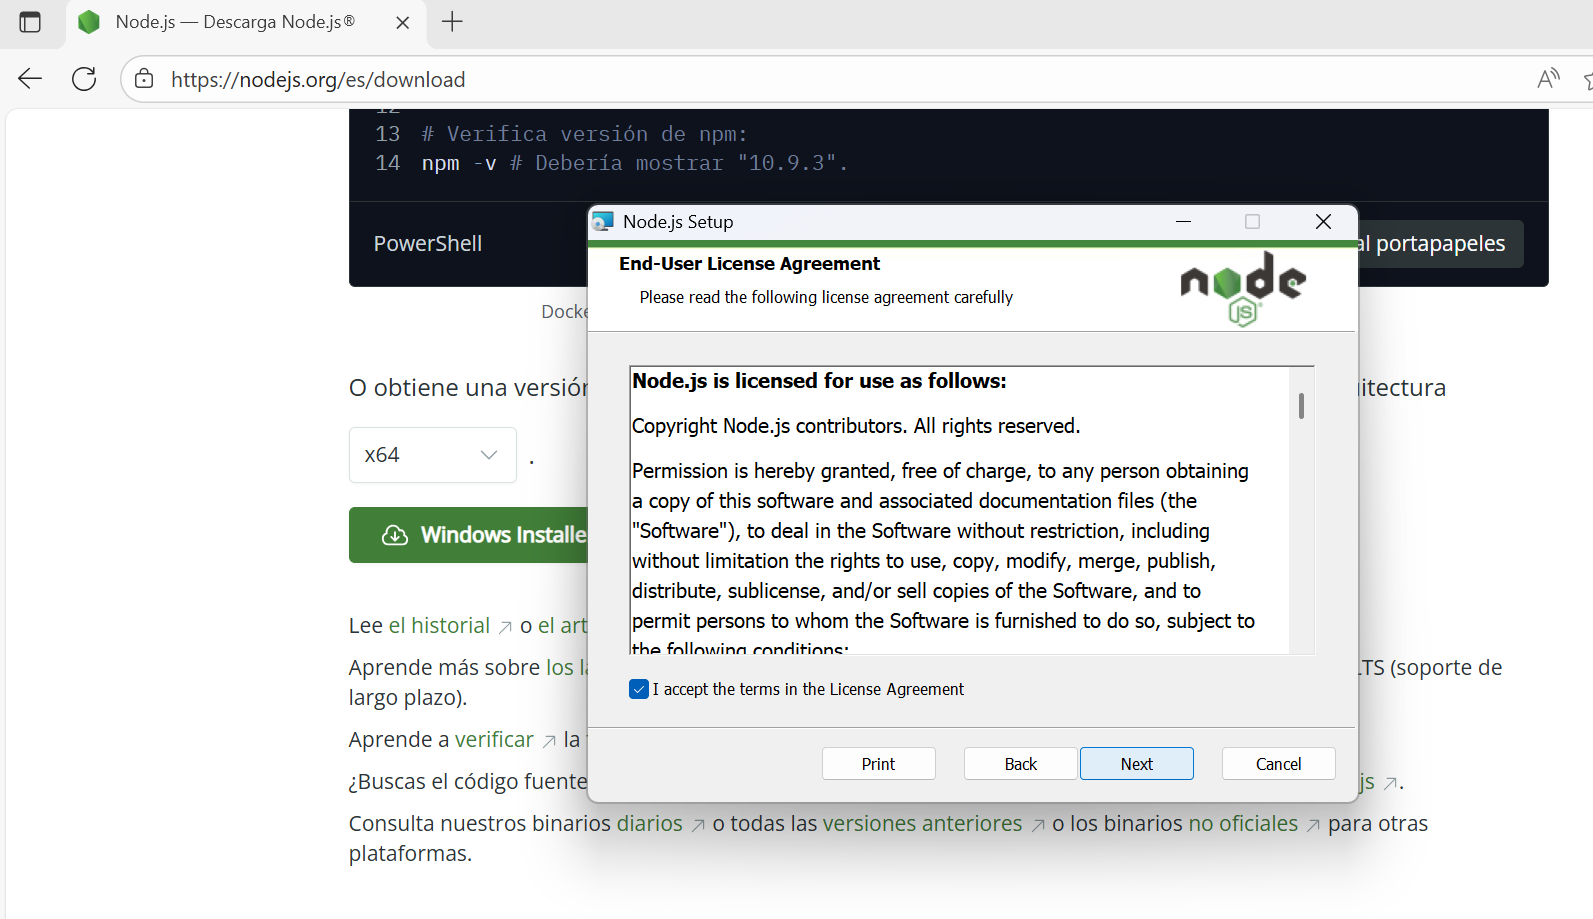 Node.js — Descarga Node.js®
https://nodejs.org/es/download
12
13 # Verifica versión de npm:
14 npm -v # Debería mostrar "10.9.3".
PowerShell
al portapapeles
Node.js Setup
End-User License Agreement
Please read the following license agreement carefully
node
JS
Node.js is licensed for use as follows:
Copyright Node.js contributors. All rights reserved.
Permission is hereby granted, free of charge, to any person obtaining
a copy of this software and associated documentation files (the
"Software"), to deal in the Software without restriction, including
without limitation the rights to use, copy, modify, merge, publish,
distribute, sublicense, and/or sell copies of the Software, and to
permit persons to whom the Software is furnished to do so, subject to
the following conditions:
I accept the terms in the License Agreement
Print
Back
Next
Cancel
O obtiene una versión
x64
.
Windows Installe
Lee el historial ↗ o el art
Aprende más sobre los la
LTS (soporte de
largo plazo).
Aprende a verificar ↗ la
¿Buscas el código fuente
js ↗.
Consulta nuestros binarios diarios ↗ o todas las versiones anteriores ↗ o los binarios no oficiales ↗ para otras
plataformas.